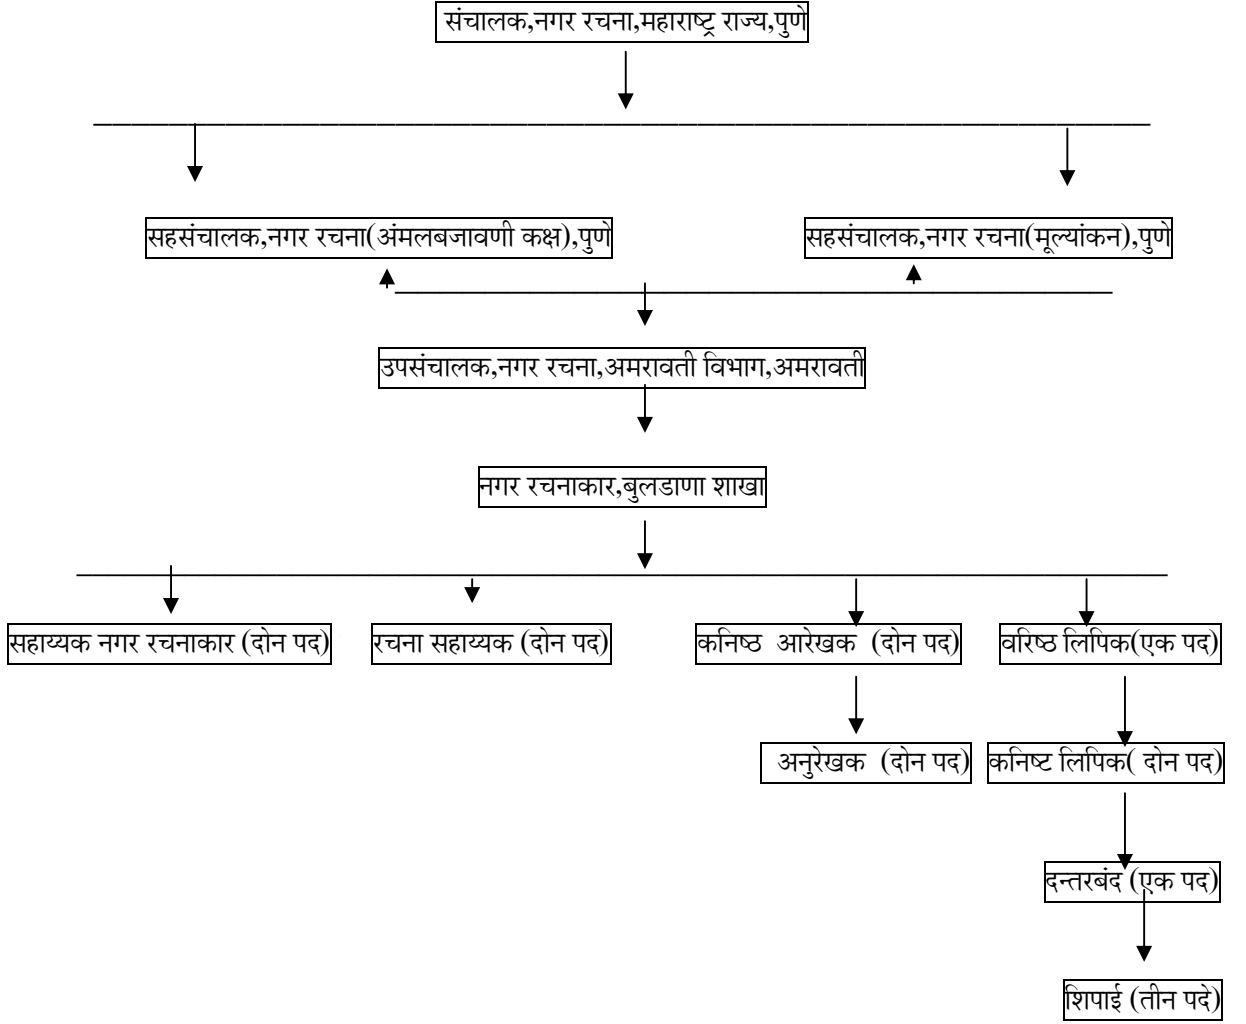 संचालक,नगर रचना,महाराष्ट्र राज्य,पुणे
सहसंचालक,नगर रचना(अंमलबजावणी कक्ष),पुणे
सहसंचालक,नगर रचना(मूल्यांकन),पुणे
उपसंचालक,नगर रचना,अमरावती विभाग,अमरावती
नगर रचनाकार,बुलडाणा शाखा
सहाय्यक नगर रचनाकार (दोन पद)
रचना सहाय्यक (दोन पद)
कनिष्ठ आरेखक (दोन पद)
वरिष्ठ लिपिक(एक पद)
अनुरेखक (दोन पद)
कनिष्ट लिपिक( दोन पद)
दन्तरबंद (एक पद)
शिपाई (तीन पदे)